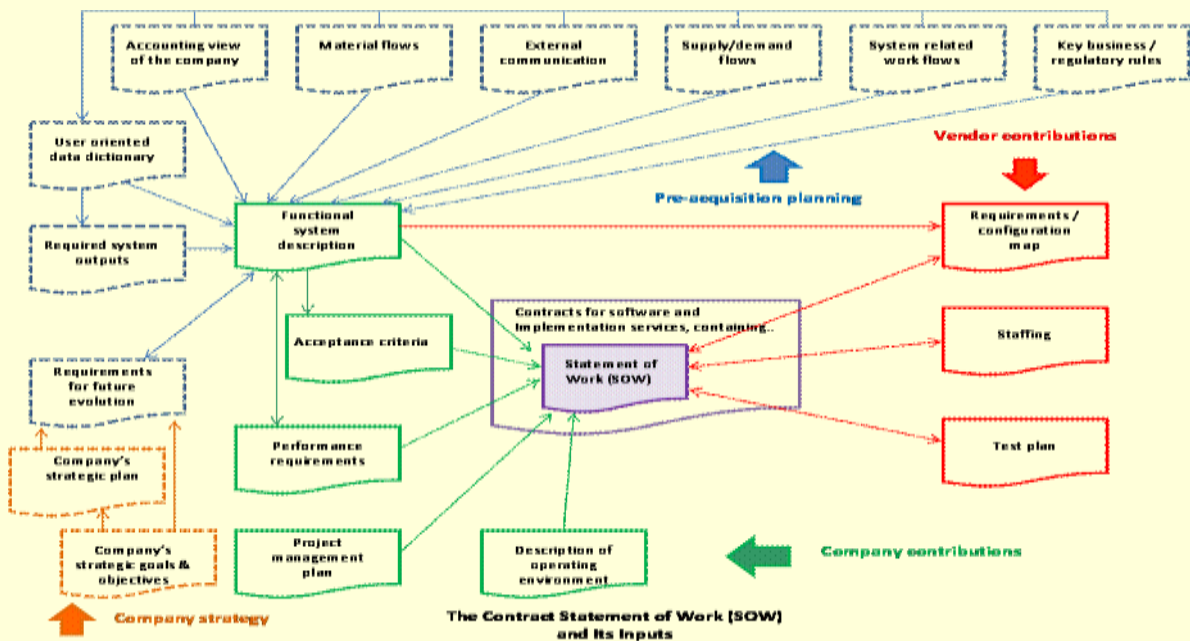 Accounting view
of the company
Material flows
External
communication
Supply/demand
flows
System related
work flows
Key business /
regulatory rules
User oriented
data dictionary
Vendor contributions
Pre-acquisition planning
Functional
system
description
Requirements /
configuration
map
Required system
outputs
Contracts for software and
Implementation services, containing..
Acceptance criteria
Staffing
Statement of
Work (SOW)
Requirements
for future
evolution
Performance
requirements
Test plan
Company's
strategic plan
Project
management
plan
Description of
operating
environment
Company contributions
Company's
strategic goals &
objectives
Company strategy
The Contract Statement of Work (SOW)
and Its Inputs